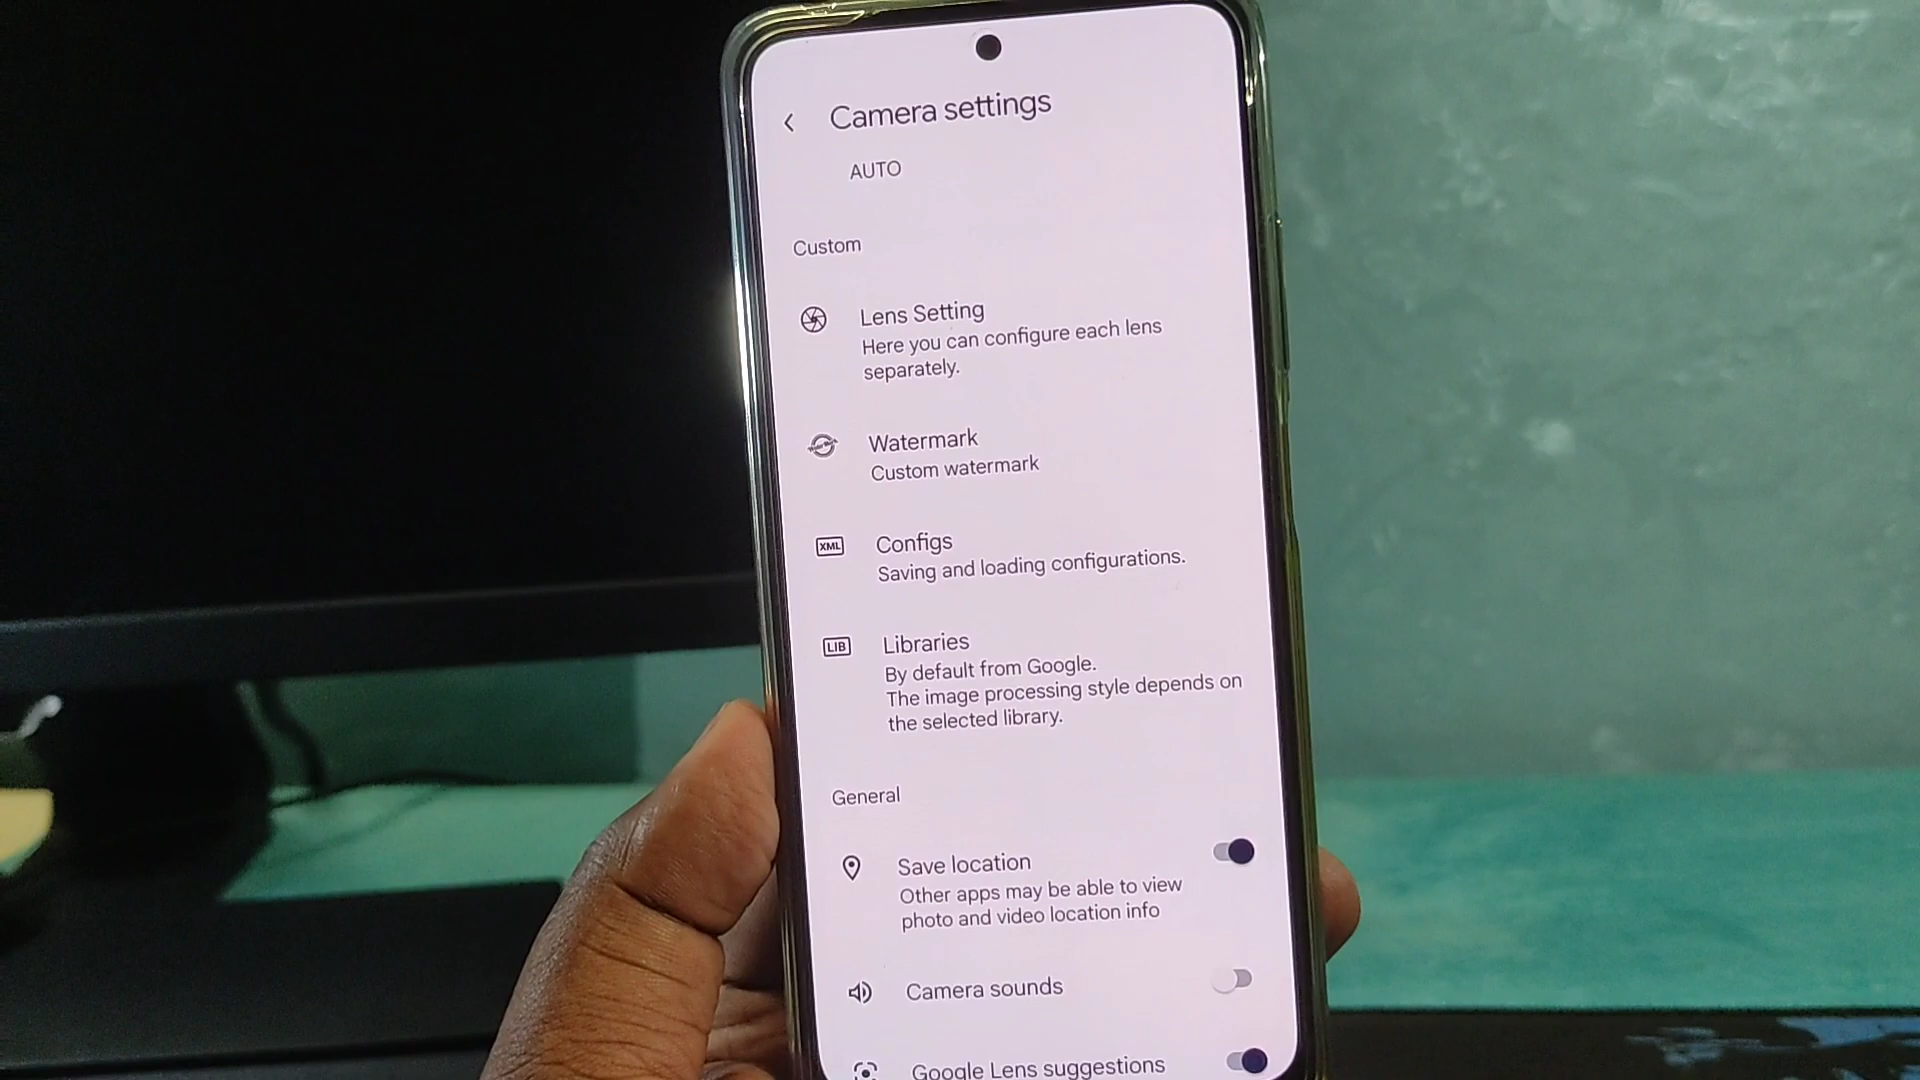 Camera settings
AUTO
Custom
Lens Setting
Here you can configure each lens
separately.
Watermark
Custom watermark
XML
Configs
Saving and loading configurations.
LIB
Libraries
By default from Google.
The image processing style depends on
the selected library.
General
Save location
Other apps may be able to view
photo and video location info
Camera sounds
Google Lens suggestions